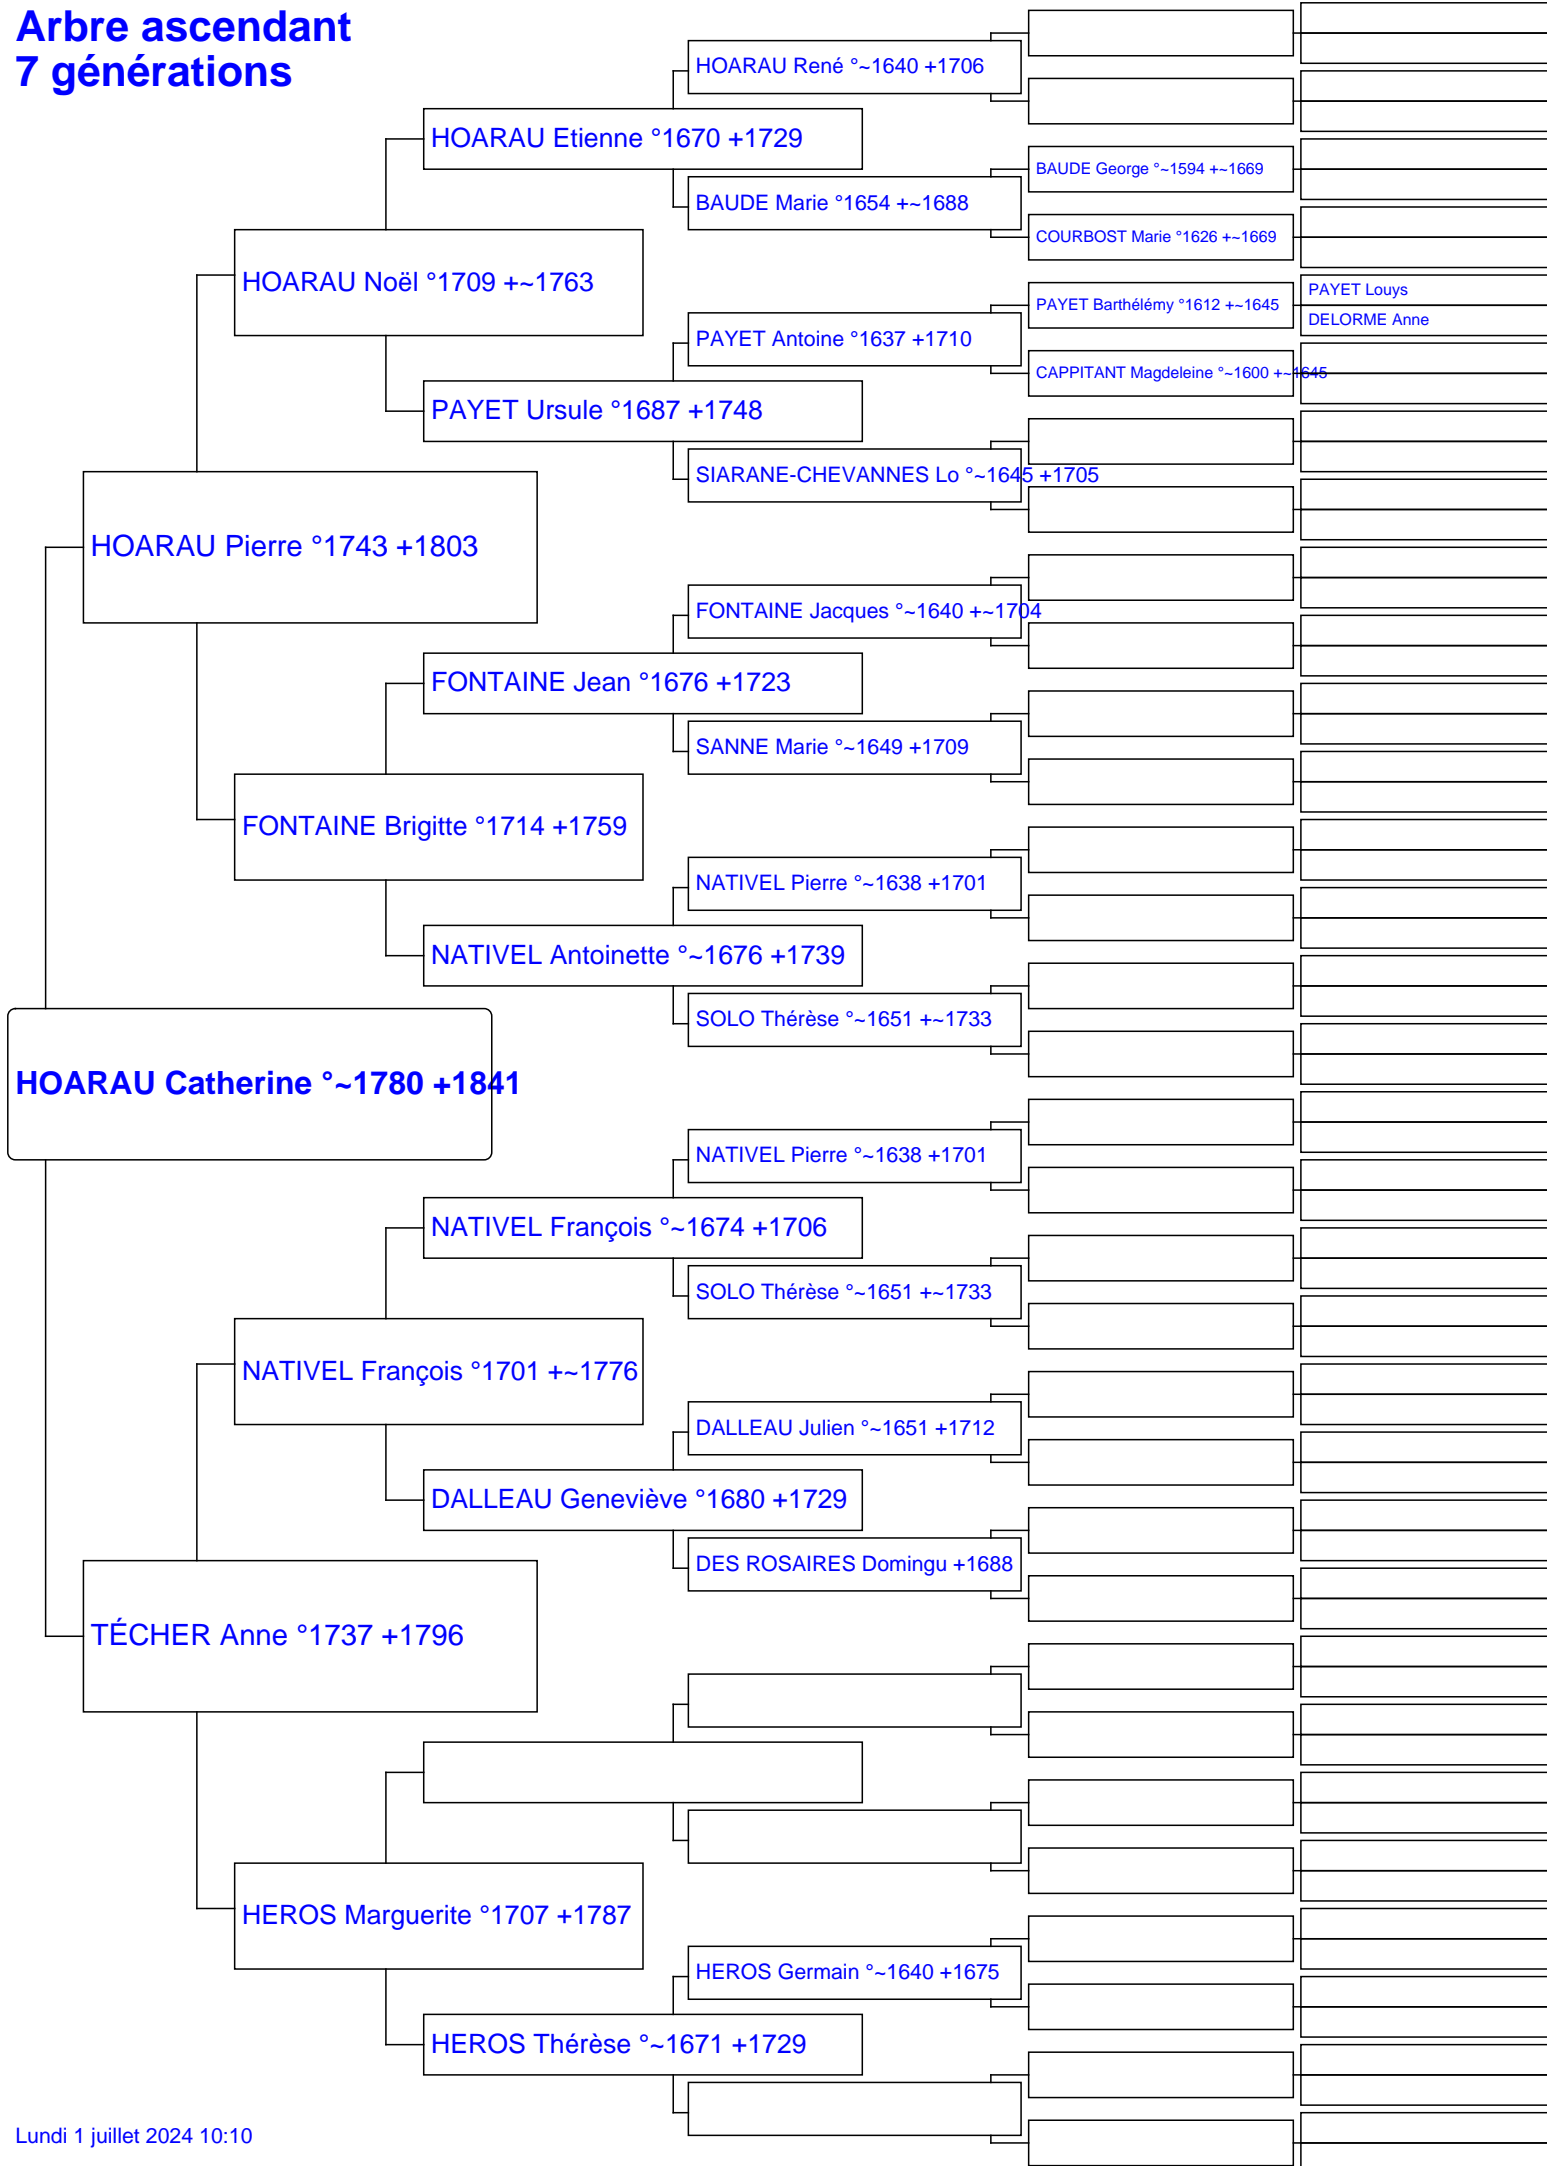 Arbre ascendant
7 générations
HOARAU René °~1640 +1706
HOARAU Etienne °1670 +1729
BAUDE George °~1594 +~1669
BAUDE Marie °1654 +~1688
COURBOST Marie °1626 +~1669
HOARAU Noël °1709 +~1763
PAYET Louys
PAYET Barthélémy °1612 +~1645
DELORME Anne
PAYET Antoine °1637 +1710
CAPPITANT Magdeleine °~1600 +~1645
PAYET Ursule °1687 +1748
SIARANE-CHEVANNES Lo °~1645 +1705
HOARAU Pierre °1743 +1803
FONTAINE Jacques °~1640 +~1704
FONTAINE Jean °1676 +1723
SANNE Marie °~1649 +1709
FONTAINE Brigitte °1714 +1759
NATIVEL Pierre °~1638 +1701
NATIVEL Antoinette °~1676 +1739
SOLO Thérèse °~1651 +~1733
HOARAU Catherine °~1780 +1841
NATIVEL Pierre °~1638 +1701
NATIVEL François °~1674 +1706
SOLO Thérèse °~1651 +~1733
NATIVEL François °1701 +~1776
DALLEAU Julien °~1651 +1712
DALLEAU Geneviève °1680 +1729
DES ROSAIRES Domingu +1688
TÉCHER Anne °1737 +1796
HEROS Marguerite °1707 +1787
HEROS Germain °~1640 +1675
HEROS Thérèse °~1671 +1729
Lundi 1 juillet 2024 10:10